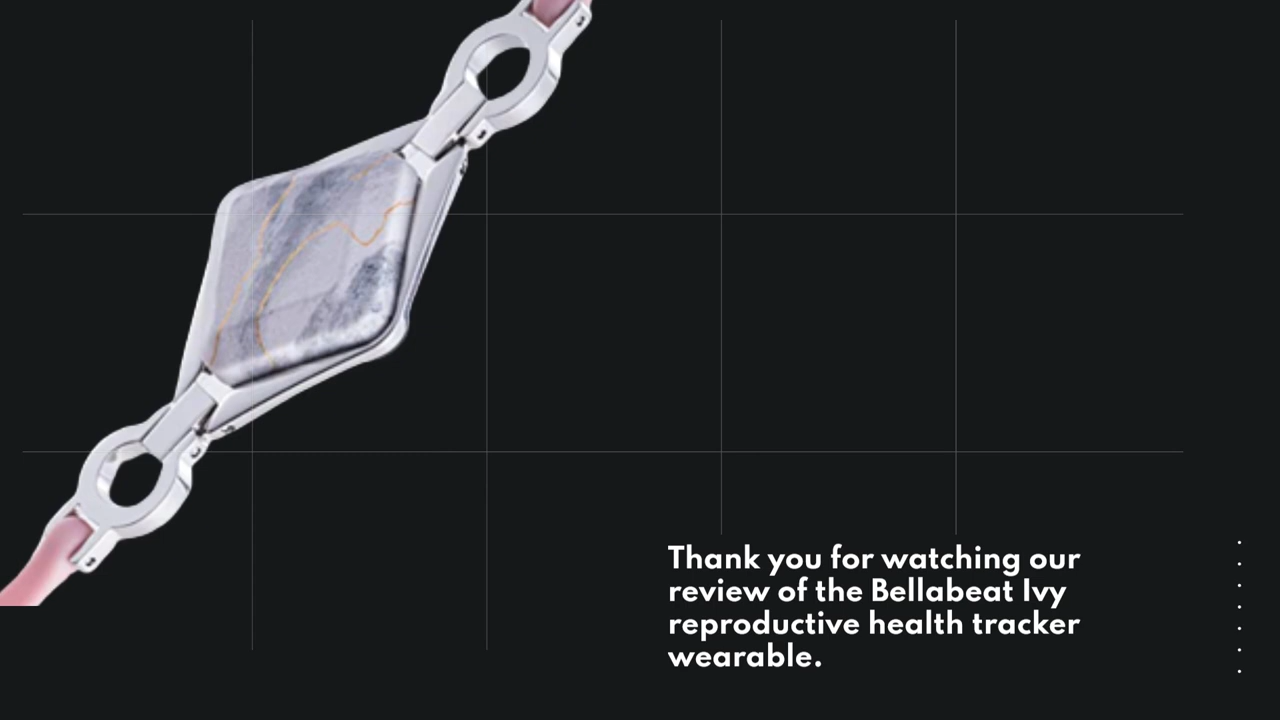 Thank you for watching our
review of the Bellabeat Ivy
reproductive health tracker
wearable.